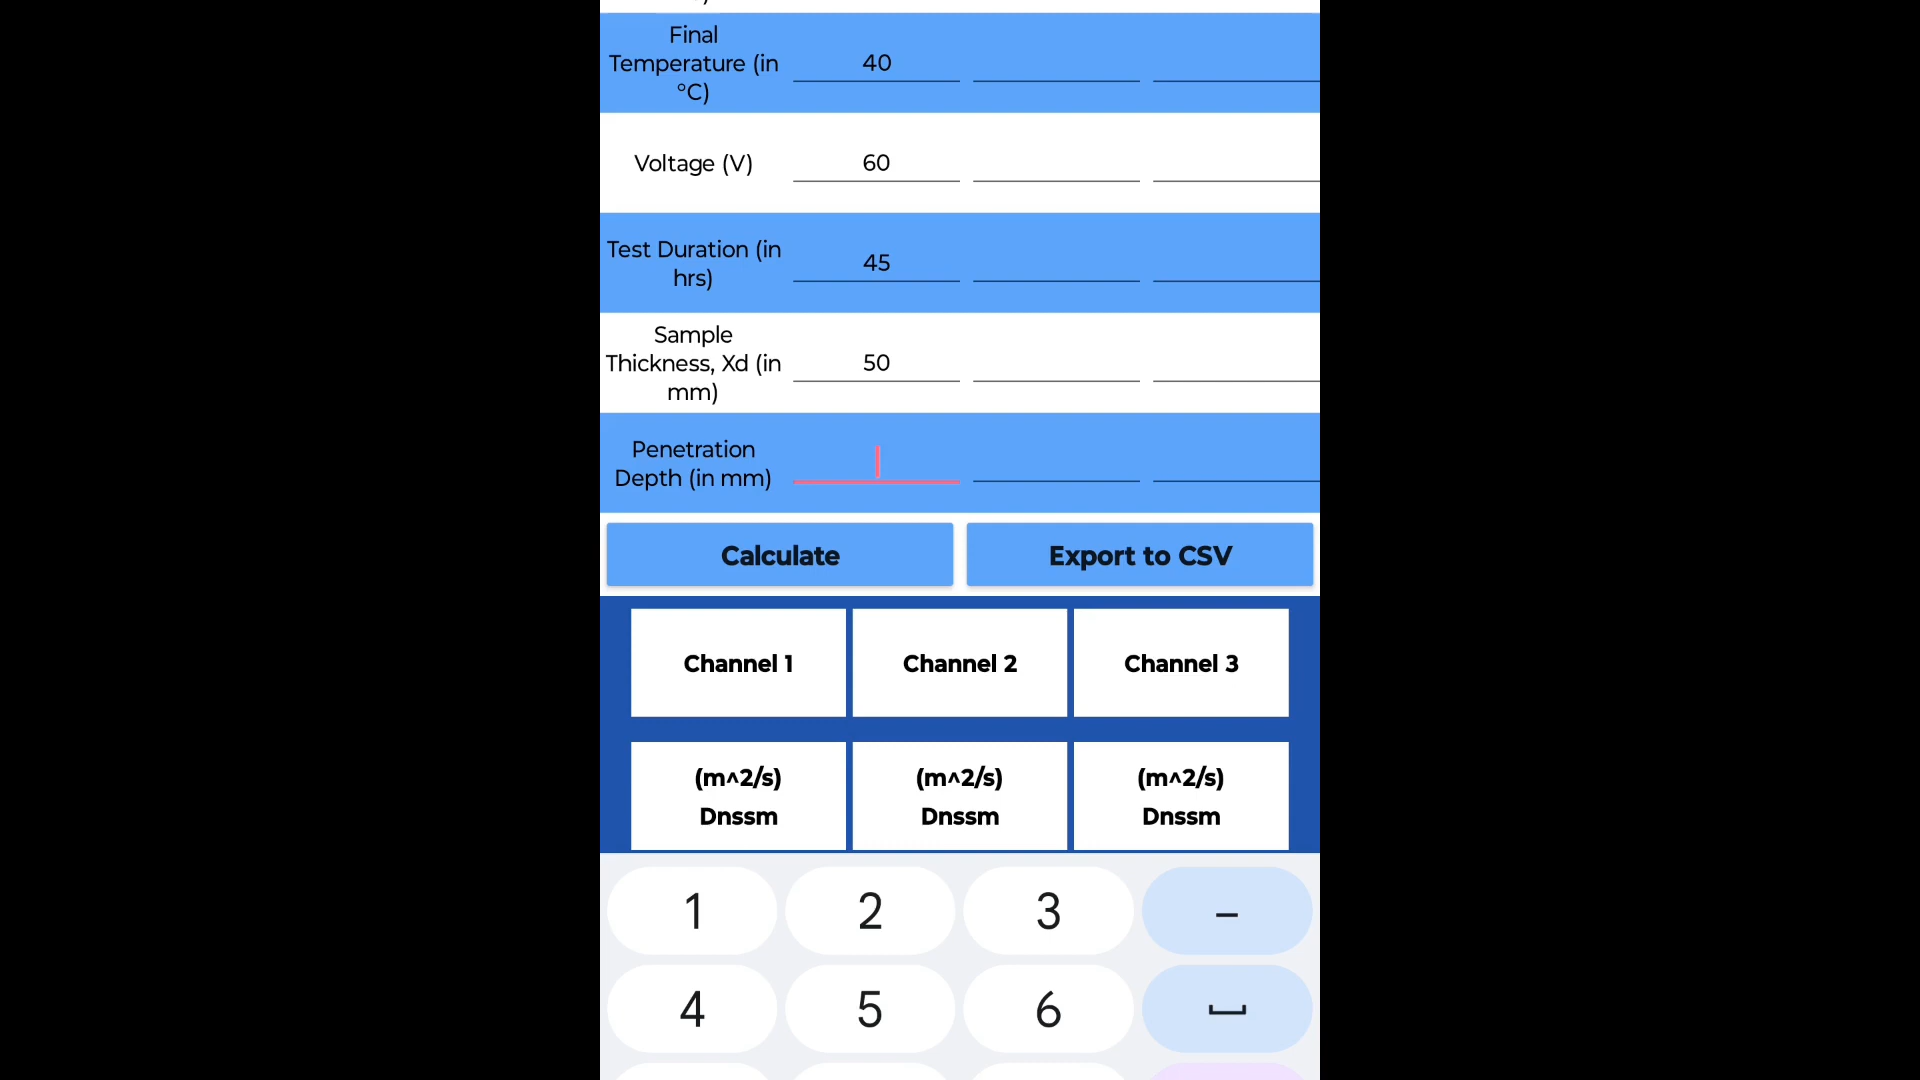 Final
Temperature (in
°C)
40
Voltage (V)
60
Test Duration (in
hrs)
45
Sample
Thickness, Xd (in
mm)
50
Penetration
Depth (in mm)
Calculate
Export to CSV
Channel 1
Channel 2
Channel 3
(m^2/s)
Dnssm
(m^2/s)
Dnssm
(m^2/s)
Dnssm
1
2
3
–
4
5
6